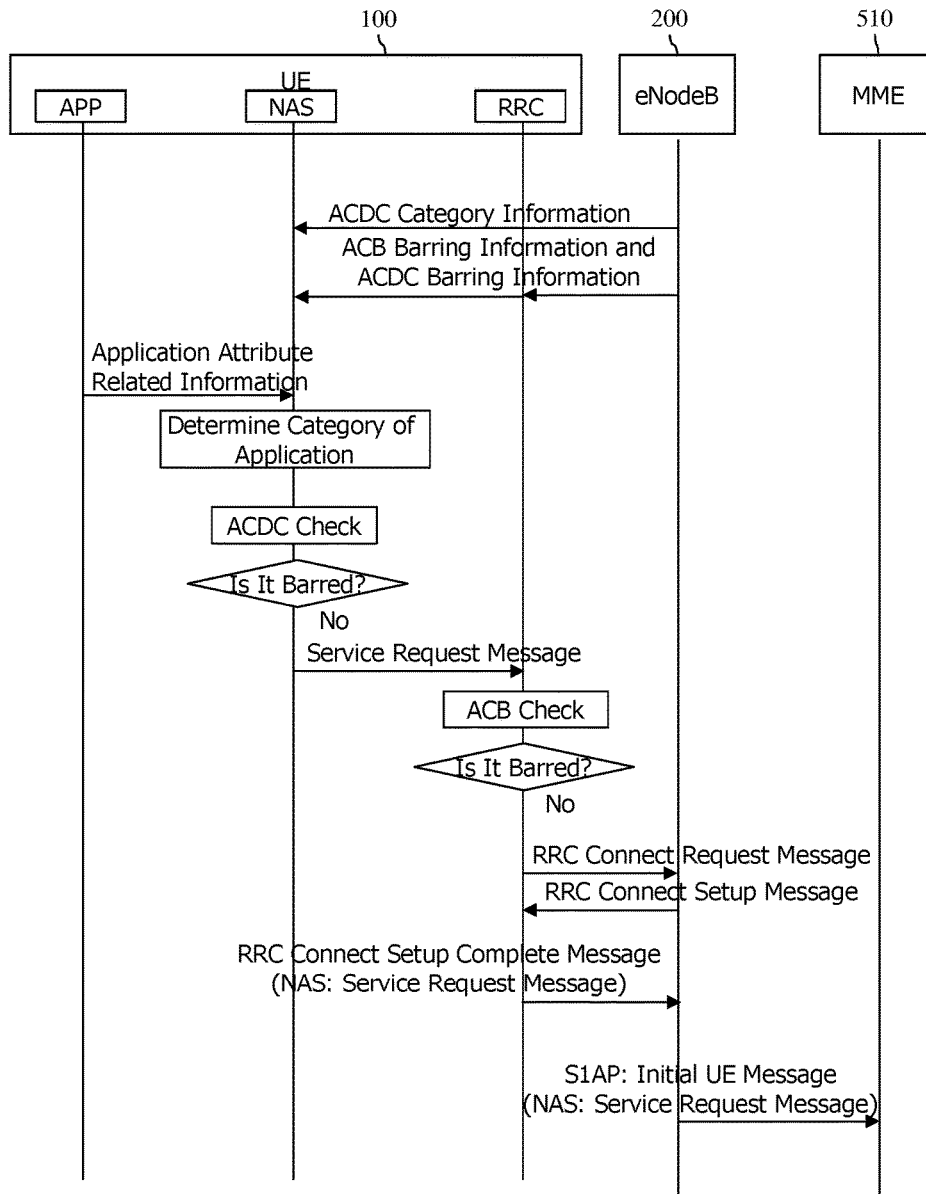 100
200
510
UE
APP
NAS
RRC
eNodeB
MME
ACDC Category Information
ACB Barring Information and
ACDC Barring Information
Application Attribute
Related Information
Determine Category of
Application
ACDC Check
Is It Barred?
No
Service Request Message
ACB Check
Is It Barred?
No
RRC Connect Request Message
RRC Connect Setup Message
RRC Connect Setup Complete Message
(NAS: Service Request Message)
S1AP: Initial UE Message
(NAS: Service Request Message)